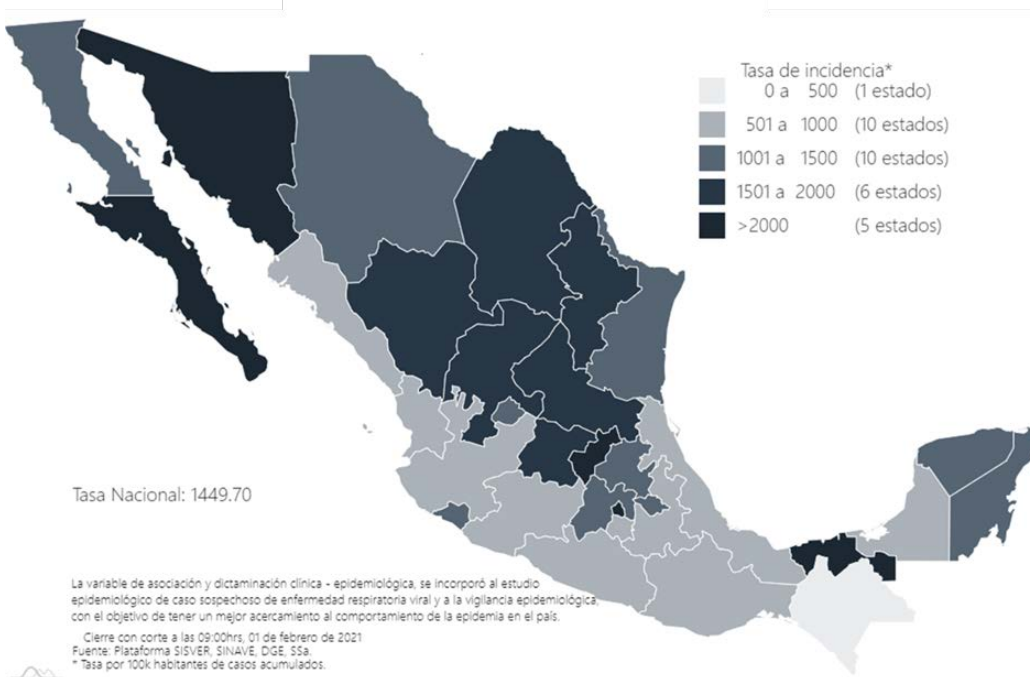 Tasa de incidencia*
0 a 500 (1 estado)
501 a 1000 (10 estados)
1001 a 1500 (10 estados)
1501 a 2000 (6 estados)
>2000 (5 estados)
Tasa Nacional: 1449.70
La variable de asociación y dictaminación clínica - epidemiológica, se incorporó al estudio
epidemiológico de caso sospechoso de enfermedad respiratoria viral y a la vigilancia epidemiológica,
con el objetivo de tener un mejor acercamiento al comportamiento de la epidemia en el país.
Cierre con corte a las 09:00hrs, 01 de febrero de 2021
Fuente: Plataforma SISVER, SINAVE, DGE, SSa.
* Tasa por 100k habitantes de casos acumulados.